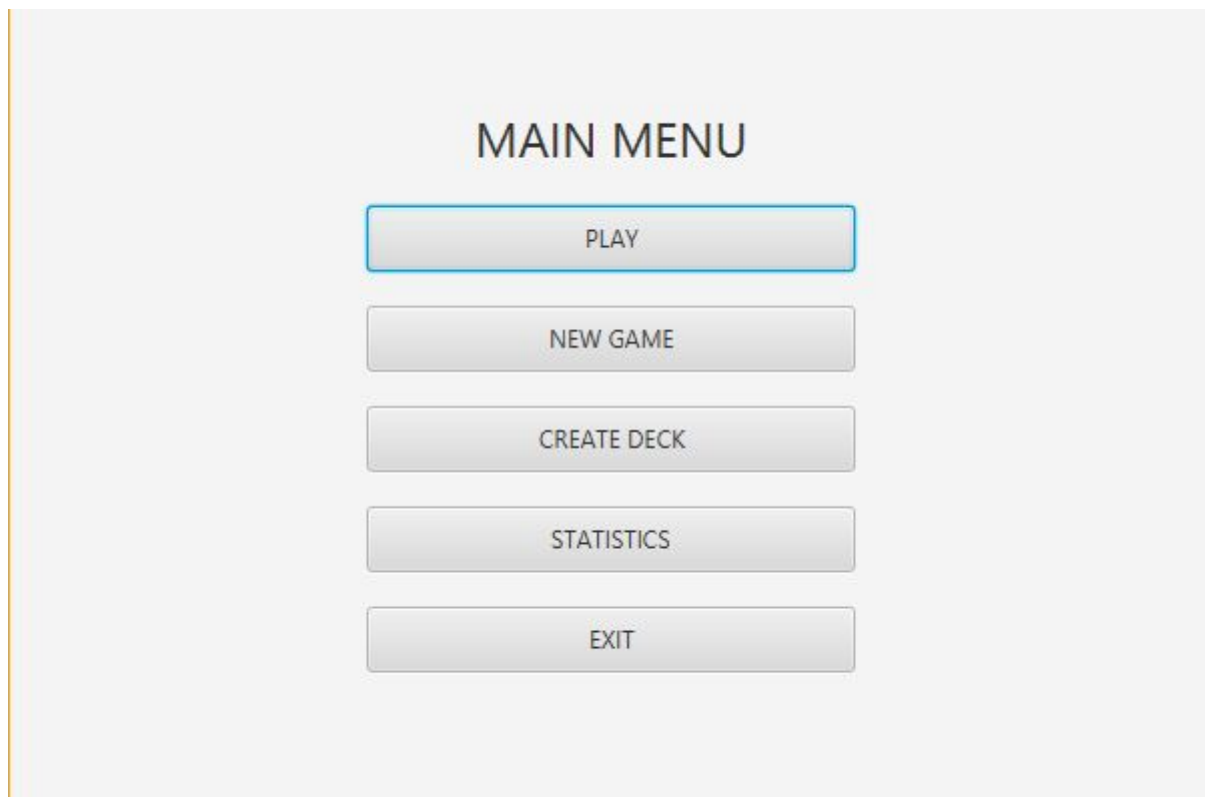 MAIN MENU
PLAY
NEW GAME
CREATE DECK
STATISTICS
EXIT